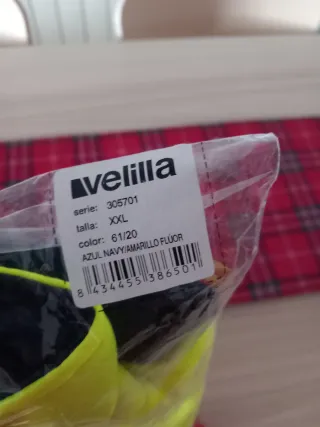 velilla
serie: 305701
talla: XXL
color: 61/20
AZUL NAVY/AMARILLO FLÚOR
8 434455 386501